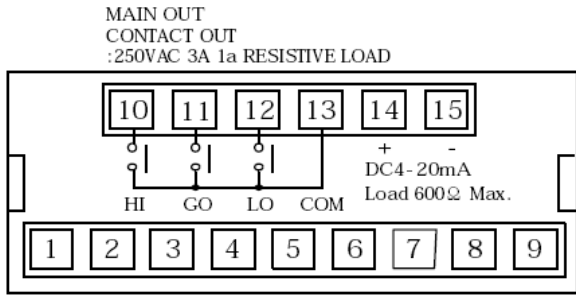 MAIN OUT
CONTACT OUT
:250VAC 3A 1a RESISTIVE LOAD
10 11 12 13 14 15
+ -
DC4-20mA
Load 600Ω Max.
HI GO LO COM
1 2 3 4 5 6 7 8 9